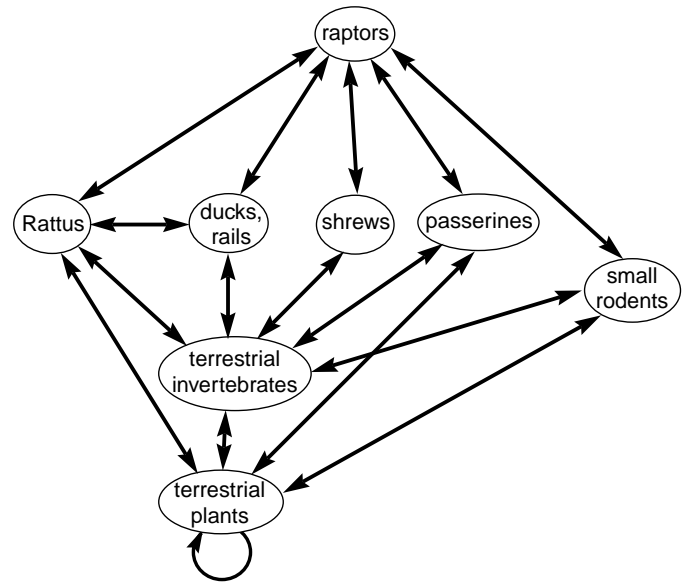 raptors
Rattus
ducks,
rails
shrews
passerines
small
rodents
terrestrial
invertebrates
terrestrial
plants